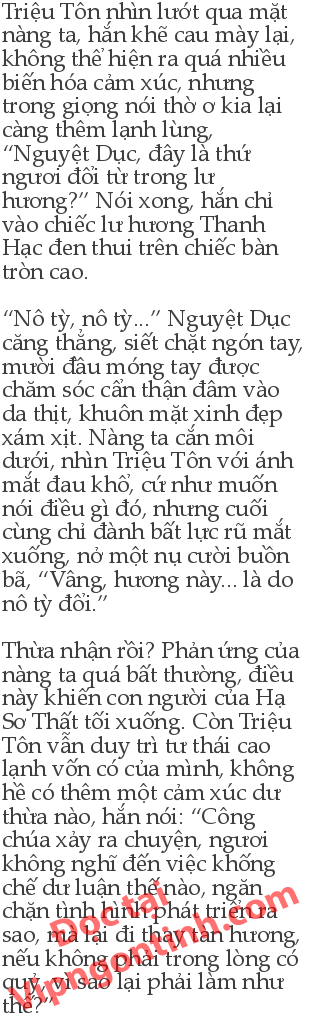 Triệu Tôn nhìn lướt qua mặt
nàng ta, hắn khẽ cau mày lại,
không thể hiện ra quá nhiều
biến hóa cảm xúc, nhưng
trong giọng nói thờ ơ kia lại
càng thêm lạnh lùng,
“Nguyệt Dục, đây là thứ
ngươi đổi từ trong lư
hương?” Nói xong, hắn chỉ
vào chiếc lư hương Thanh
Hạc đen thui trên chiếc bàn
tròn cao.
“Nô tỳ, nô tỳ...” Nguyệt Dục
căng thẳng, siết chặt ngón tay,
mười đầu móng tay được
chăm sóc cẩn thận đâm vào
da thịt, khuôn mặt xinh đẹp
xám xịt. Nàng ta cắn môi
dưới, nhìn Triệu Tôn với ánh
mắt đau khổ, cứ như muốn
nói điều gì đó, nhưng cuối
cùng chỉ đành bất lực rũ mắt
xuống, nở một nụ cười buồn
bã, “Vâng, hương này... là do
nô tỳ đổi.”
Thừa nhận rồi? Phản ứng của
nàng ta quá bất thường, điều
này khiến con người của Hạ
Sơ Thất tối xuống. Còn Triệu
Tôn vẫn duy trì tư thái cao
lạnh vốn có của mình, không
hề có thêm một cảm xúc dư
thừa nào, hắn nói: “Công
chúa xảy ra chuyện, ngươi
không nghĩ đến việc khống
chế dư luận thế nào, ngăn
chặn tình hình phát triển ra
sao, mà lại đi thay tàn hương,
nếu không phải trong lòng có
quỷ, vì sao lại phải làm như
thế?”
Đọc tại
Vipngontinh.com